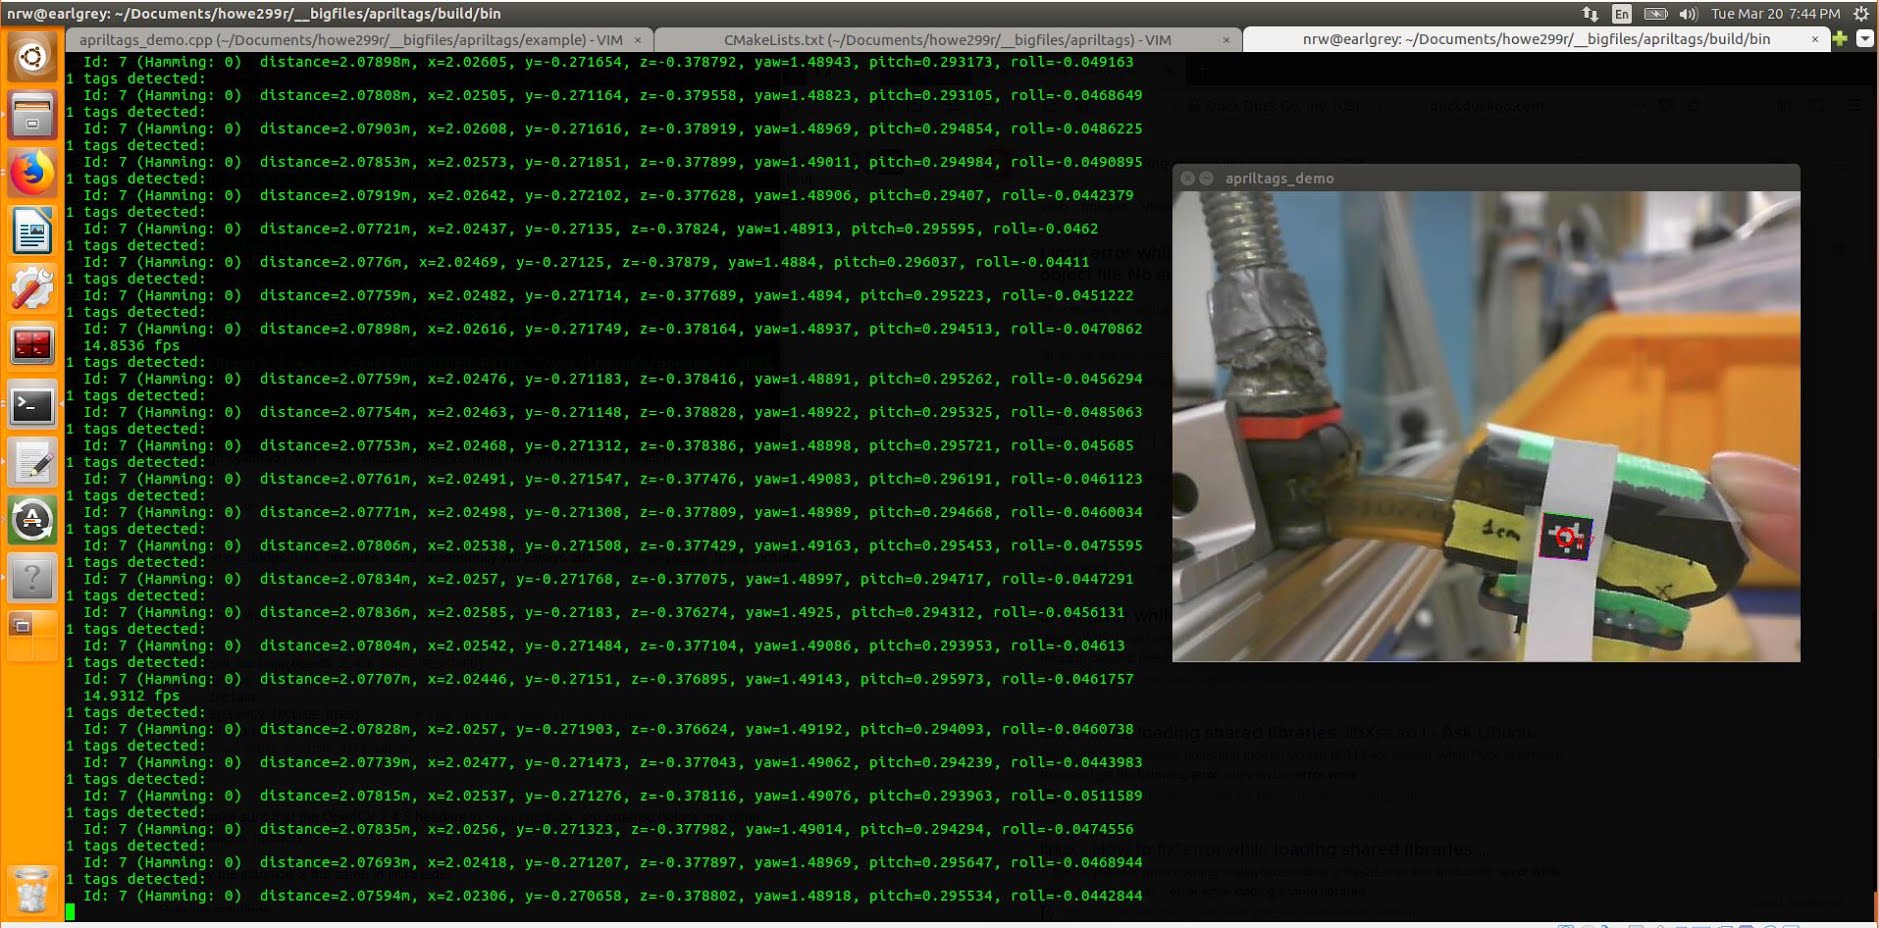 nrw@earlgrey: ~/Documents/howe299r/__bigfiles/apriltags/build/bin
En
Tue Mar 20 7:44 PM
apriltags_demo.cpp (~/Documents/howe299r/__bigfiles/apriltags/example) - VIM ×
CMakeLists.txt (~/Documents/howe299r/__bigfiles/apriltags) - VIM ×
nrw@earlgrey: ~/Documents/howe299r/__bigfiles/apriltags/build/bin ×
Id: 7 (Hamming: 0) distance=2.07898m, x=2.02605, y=-0.271654, z=-0.378792, yaw=1.48943, pitch=0.293173, roll=-0.049163
1 tags detected:
Id: 7 (Hamming: 0) distance=2.07808m, x=2.02505, y=-0.271164, z=-0.379558, yaw=1.48823, pitch=0.293105, roll=-0.0468649
1 tags detected:
Id: 7 (Hamming: 0) distance=2.07903m, x=2.02608, y=-0.271616, z=-0.378919, yaw=1.48969, pitch=0.294854, roll=-0.0486225
1 tags detected:
Id: 7 (Hamming: 0) distance=2.07853m, x=2.02573, y=-0.271851, z=-0.377899, yaw=1.49011, pitch=0.294984, roll=-0.0490895
1 tags detected:
Id: 7 (Hamming: 0) distance=2.07919m, x=2.02642, y=-0.272102, z=-0.377628, yaw=1.48906, pitch=0.29407, roll=-0.0442379
1 tags detected:
Id: 7 (Hamming: 0) distance=2.07721m, x=2.02437, y=-0.27135, z=-0.37824, yaw=1.48913, pitch=0.295595, roll=-0.0462
1 tags detected:
Id: 7 (Hamming: 0) distance=2.0776m, x=2.02469, y=-0.27125, z=-0.37879, yaw=1.4884, pitch=0.296037, roll=-0.04411
1 tags detected:
Id: 7 (Hamming: 0) distance=2.07759m, x=2.02482, y=-0.271714, z=-0.377689, yaw=1.4894, pitch=0.295223, roll=-0.0451222
1 tags detected:
Id: 7 (Hamming: 0) distance=2.07898m, x=2.02616, y=-0.271749, z=-0.378164, yaw=1.48937, pitch=0.294513, roll=-0.0470862
14.8536 fps
1 tags detected:
Id: 7 (Hamming: 0) distance=2.07759m, x=2.02476, y=-0.271183, z=-0.378416, yaw=1.48891, pitch=0.295262, roll=-0.0456294
1 tags detected:
Id: 7 (Hamming: 0) distance=2.07754m, x=2.02463, y=-0.271148, z=-0.378828, yaw=1.48922, pitch=0.295325, roll=-0.0485063
1 tags detected:
Id: 7 (Hamming: 0) distance=2.07753m, x=2.02468, y=-0.271312, z=-0.378386, yaw=1.48898, pitch=0.295721, roll=-0.045685
1 tags detected:
Id: 7 (Hamming: 0) distance=2.07761m, x=2.02491, y=-0.271547, z=-0.377476, yaw=1.49083, pitch=0.296191, roll=-0.0461123
1 tags detected:
Id: 7 (Hamming: 0) distance=2.07771m, x=2.02498, y=-0.271308, z=-0.377809, yaw=1.48989, pitch=0.294668, roll=-0.0460034
1 tags detected:
Id: 7 (Hamming: 0) distance=2.07806m, x=2.02538, y=-0.271508, z=-0.377429, yaw=1.49163, pitch=0.295453, roll=-0.0475595
1 tags detected:
Id: 7 (Hamming: 0) distance=2.07834m, x=2.0257, y=-0.271768, z=-0.377075, yaw=1.48997, pitch=0.294717, roll=-0.0447291
1 tags detected:
Id: 7 (Hamming: 0) distance=2.07836m, x=2.02585, y=-0.27183, z=-0.376274, yaw=1.4925, pitch=0.294312, roll=-0.0456131
1 tags detected:
Id: 7 (Hamming: 0) distance=2.07804m, x=2.02542, y=-0.271484, z=-0.377104, yaw=1.49086, pitch=0.293953, roll=-0.04613
1 tags detected:
Id: 7 (Hamming: 0) distance=2.07707m, x=2.02446, y=-0.27151, z=-0.376895, yaw=1.49143, pitch=0.295973, roll=-0.0461757
14.9312 fps
1 tags detected:
Id: 7 (Hamming: 0) distance=2.07828m, x=2.0257, y=-0.271903, z=-0.376624, yaw=1.49192, pitch=0.294093, roll=-0.0460738
1 tags detected:
Id: 7 (Hamming: 0) distance=2.07739m, x=2.02477, y=-0.271473, z=-0.377043, yaw=1.49062, pitch=0.294239, roll=-0.0443983
1 tags detected:
Id: 7 (Hamming: 0) distance=2.07815m, x=2.02537, y=-0.271276, z=-0.378116, yaw=1.49076, pitch=0.293963, roll=-0.0511589
1 tags detected:
Id: 7 (Hamming: 0) distance=2.07835m, x=2.0256, y=-0.271323, z=-0.377982, yaw=1.49014, pitch=0.294294, roll=-0.0474556
1 tags detected:
Id: 7 (Hamming: 0) distance=2.07693m, x=2.02418, y=-0.271207, z=-0.377897, yaw=1.48969, pitch=0.295647, roll=-0.0468944
1 tags detected:
Id: 7 (Hamming: 0) distance=2.07594m, x=2.02306, y=-0.270658, z=-0.378802, yaw=1.48918, pitch=0.295534, roll=-0.0442844
apriltags_demo
1cm
x
loading shared libraries
How to fix error while loading shared libraries
error while loading shared libraries